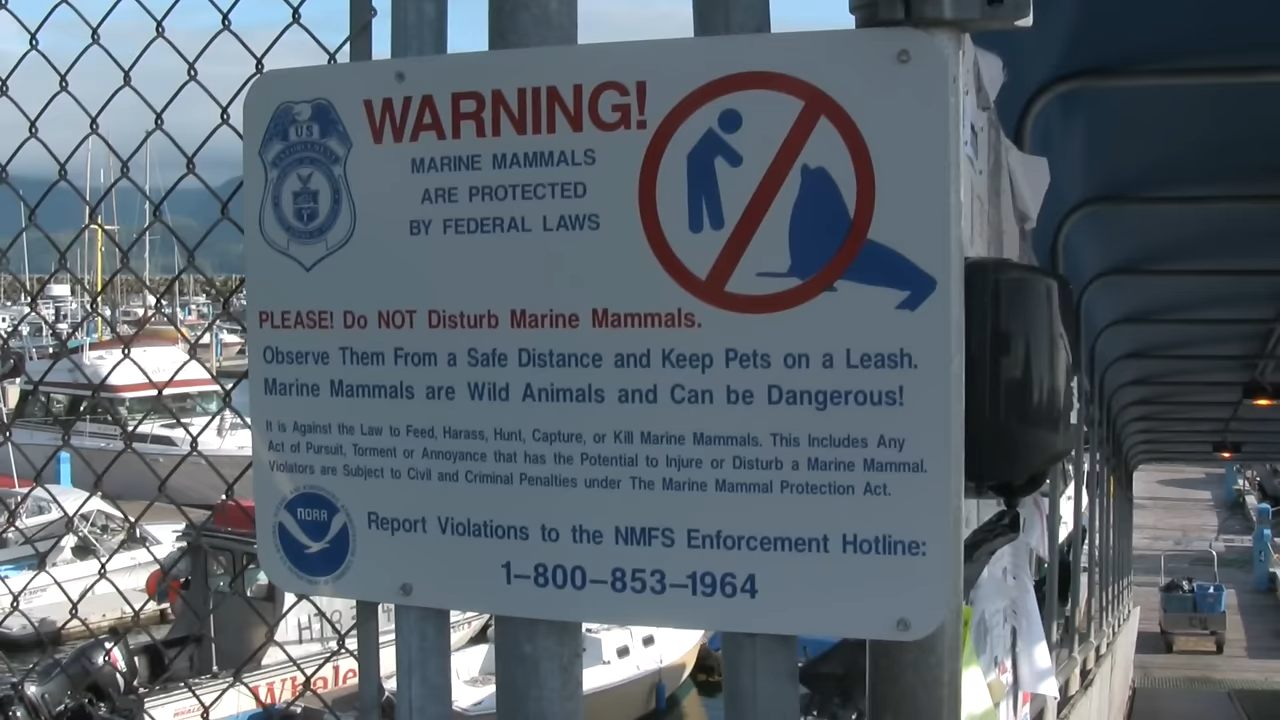 WARNING!
US
MARINE MAMMALS
ARE PROTECTED
BY FEDERAL LAWS
PLEASE! Do NOT Disturb Marine Mammals.
Observe Them From a Safe Distance and Keep Pets on a Leash.
Marine Mammals are Wild Animals and Can be Dangerous!
It is Against the Law to Feed, Harass, Hunt, Capture, or Kill Marine Mammals. This Includes Any
Act of Pursuit, Torment or Annoyance that has the Potential to Injure or Disturb a Marine Mammal.
Violators are Subject to Civil and Criminal Penalties under The Marine Mammal Protection Act.
NOAA
Report Violations to the NMFS Enforcement Hotline:
1-800-853-1964
Whale